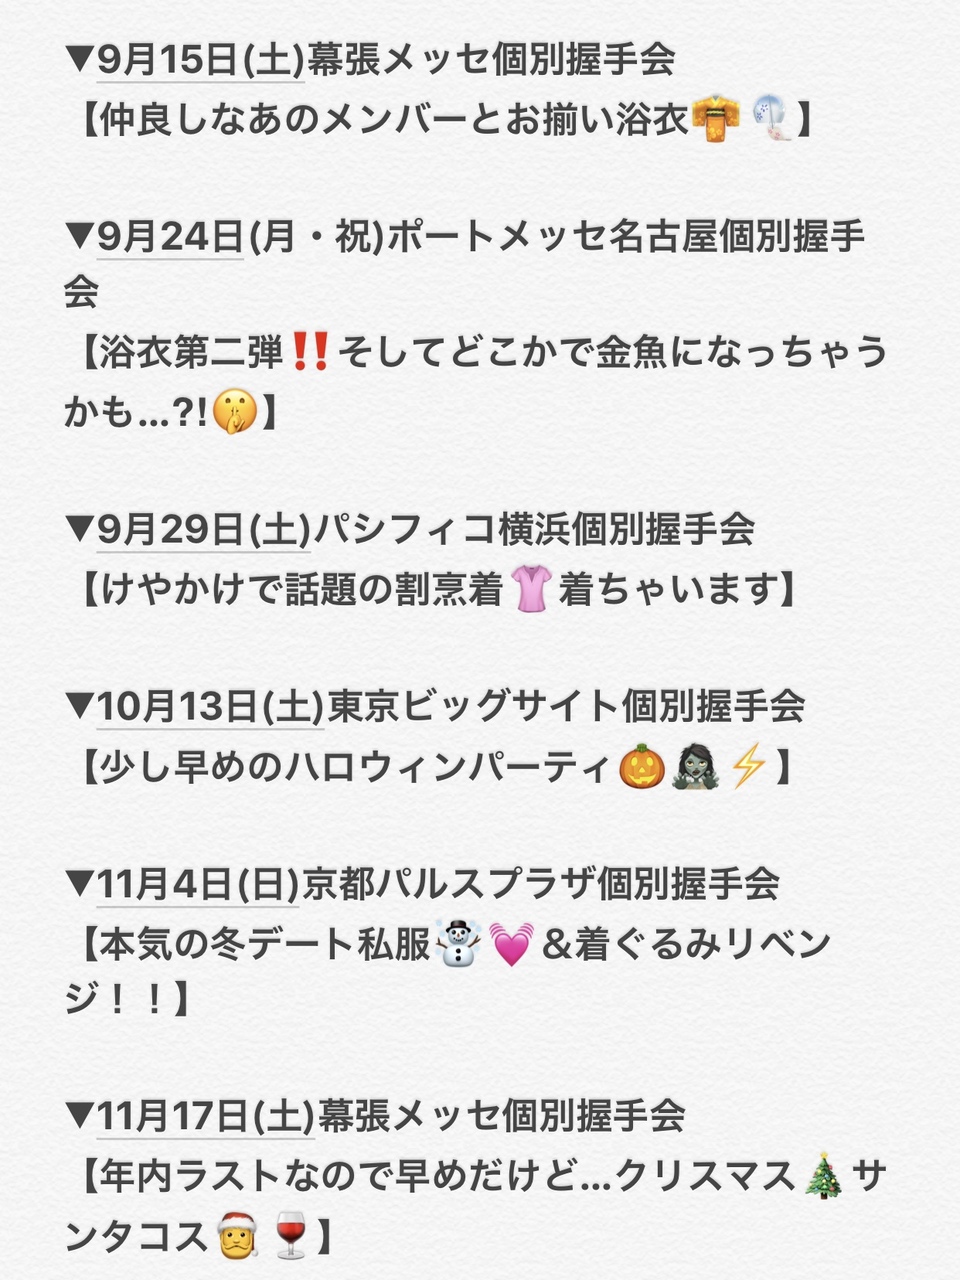 ▼9月15日(土)幕張メッセ個別握手会
【仲良しなあのメンバーとお揃い浴衣👘🎐】
▼9月24日(月・祝)ポートメッセ名古屋個別握手
会
【浴衣第二弾‼️そしてどこかで金魚になっちゃう
かも...?!🤫】
▼9月29日(土)パシフィコ横浜個別握手会
【けやかけで話題の割烹着👚着ちゃいます】
▼10月13日(土)東京ビッグサイト個別握手会
【少し早めのハロウィンパーティ🎃🧟‍♀️⚡】
▼11月4日(日)京都パルスプラザ個別握手会
【本気の冬デート私服☃️💓＆着ぐるみリベン
ジ！！】
▼11月17日(土)幕張メッセ個別握手会
【年内ラストなので早めだけど...クリスマス🎄サ
ンタコス🎅🍷】